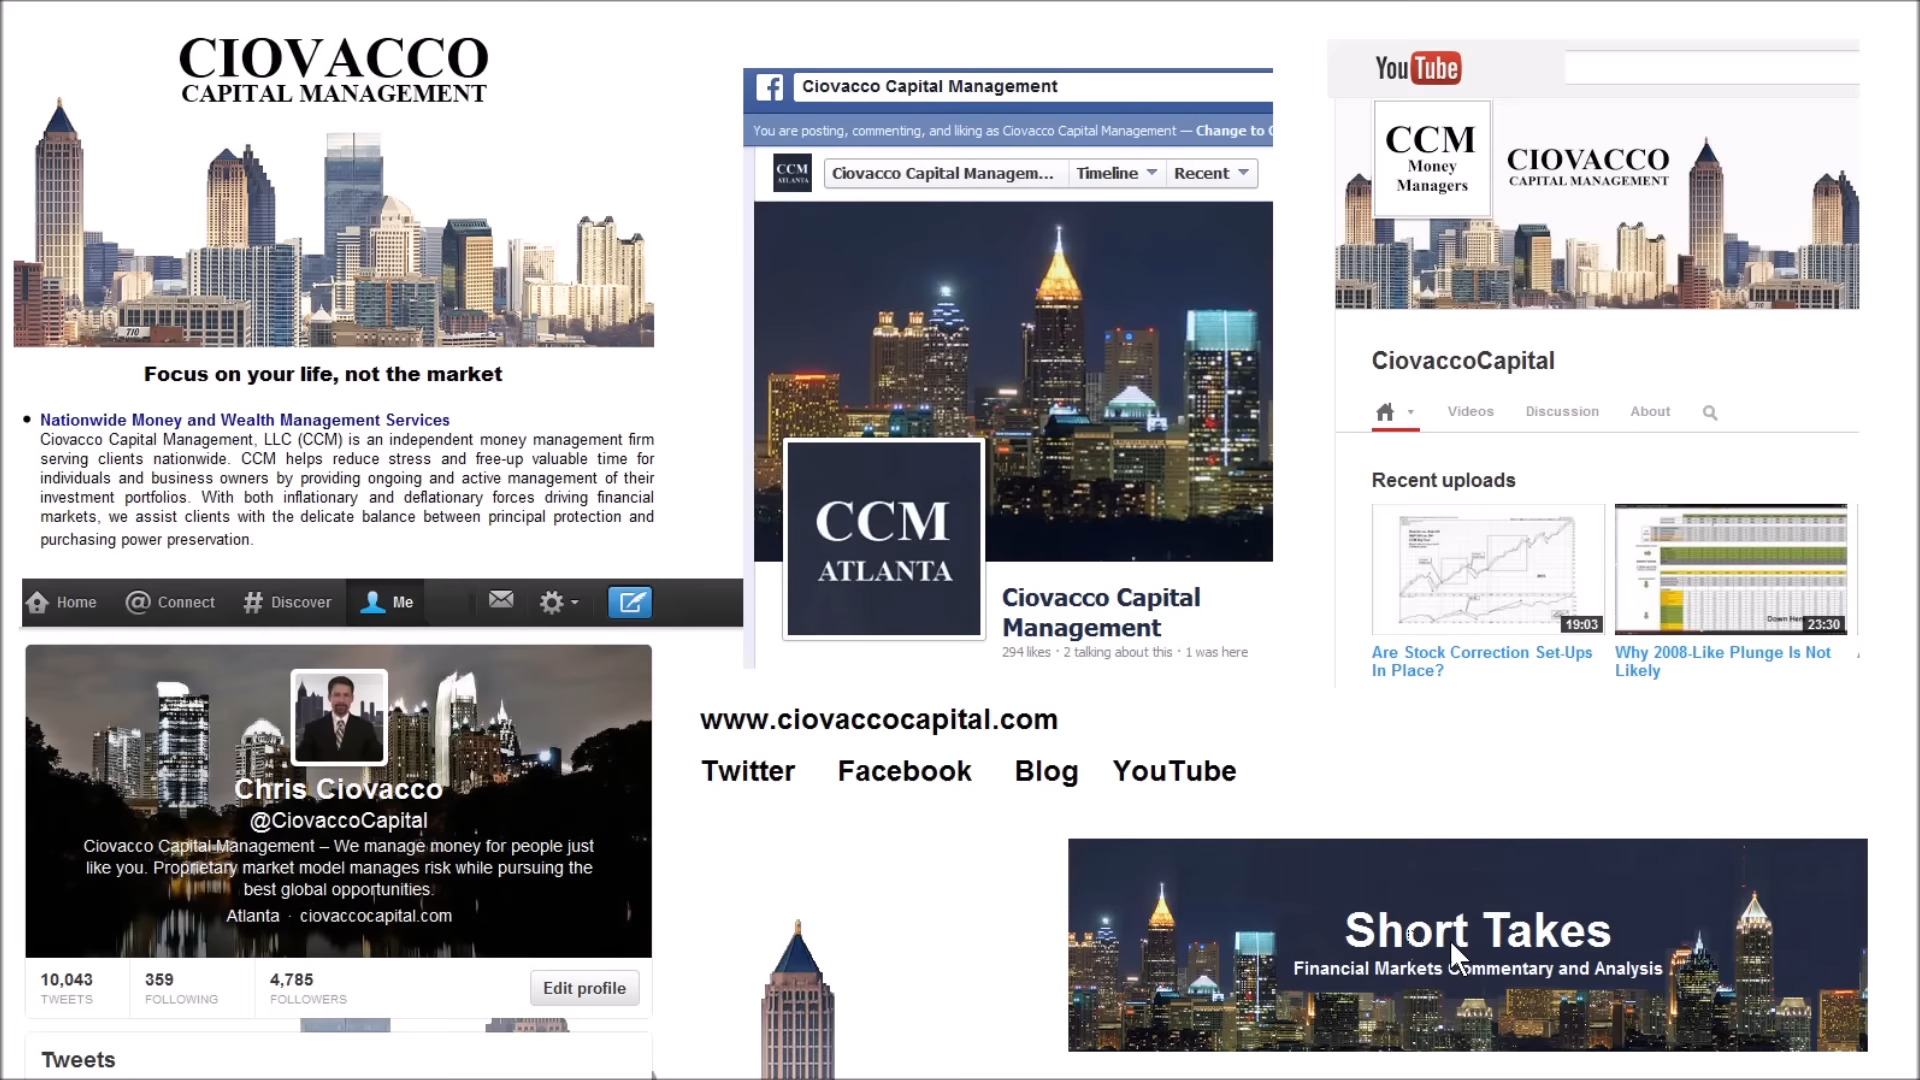 CIOVACCO
CAPITAL MANAGEMENT
Focus on your life, not the market
Nationwide Money and Wealth Management Services
Ciovacco Capital Management, LLC (CCM) is an independent money management firm
serving clients nationwide. CCM helps reduce stress and free-up valuable time for
individuals and business owners by providing ongoing and active management of their
investment portfolios. With both inflationary and deflationary forces driving financial
markets, we assist clients with the delicate balance between principal protection and
purchasing power preservation.
Home @ Connect # Discover Me
Chris Ciovacco
@CiovaccoCapital
Ciovacco Capital Management – We manage money for people just
like you. Proprietary market model manages risk while pursuing the
best global opportunities.
Atlanta · ciovaccocapital.com
10,043 359 4,785
TWEETS FOLLOWING FOLLOWERS
Edit profile
Tweets
Ciovacco Capital Management
You are posting, commenting, and liking as Ciovacco Capital Management — Change to
CCM
ATLANTA
Ciovacco Capital Managem... Timeline Recent
CCM
ATLANTA
Ciovacco Capital
Management
294 likes · 2 talking about this · 1 was here
YouTube
CCM
Money
Managers
CIOVACCO
CAPITAL MANAGEMENT
CiovaccoCapital
Videos Discussion About
Recent uploads
19:03
Down
23:30
Are Stock Correction Set-Ups
In Place?
Why 2008-Like Plunge Is Not
Likely
www.ciovaccocapital.com
Twitter Facebook Blog YouTube
Short Takes
Financial Markets Commentary and Analysis